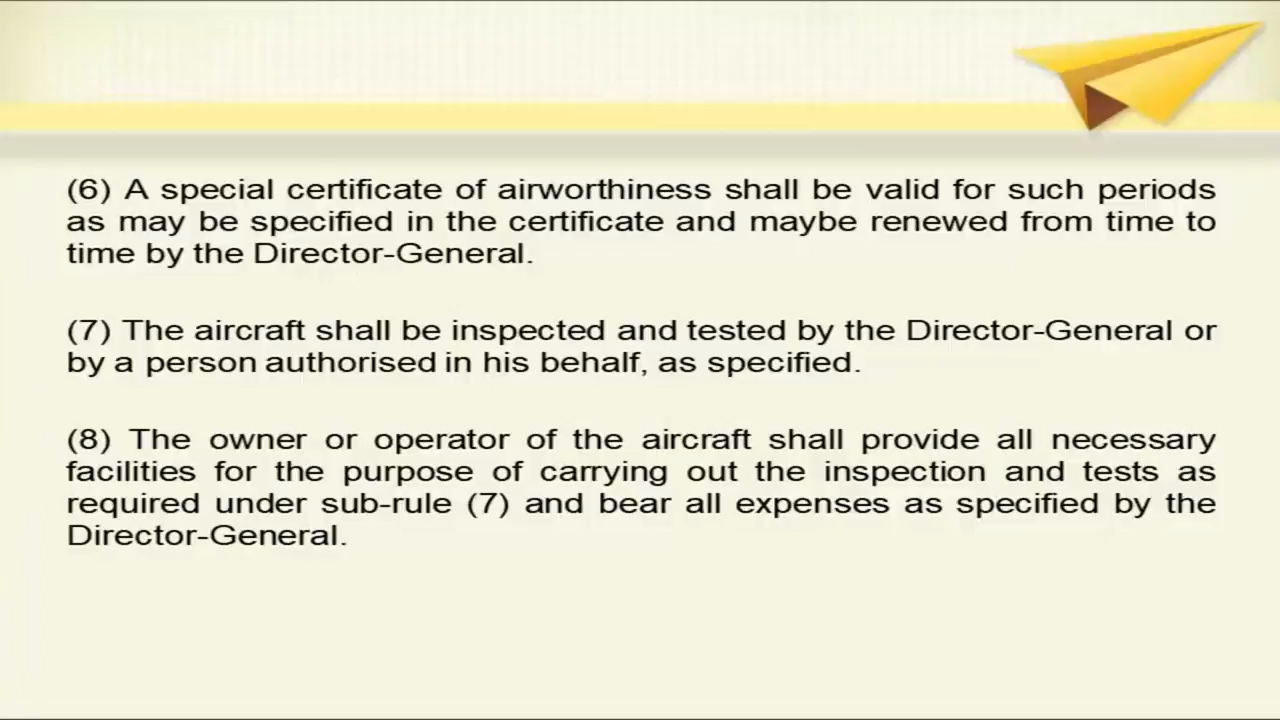 (6) A special certificate of airworthiness shall be valid for such periods
as may be specified in the certificate and maybe renewed from time to
time by the Director-General.
(7) The aircraft shall be inspected and tested by the Director-General or
by a person authorised in his behalf, as specified.
(8) The owner or operator of the aircraft shall provide all necessary
facilities for the purpose of carrying out the inspection and tests as
required under sub-rule (7) and bear all expenses as specified by the
Director-General.